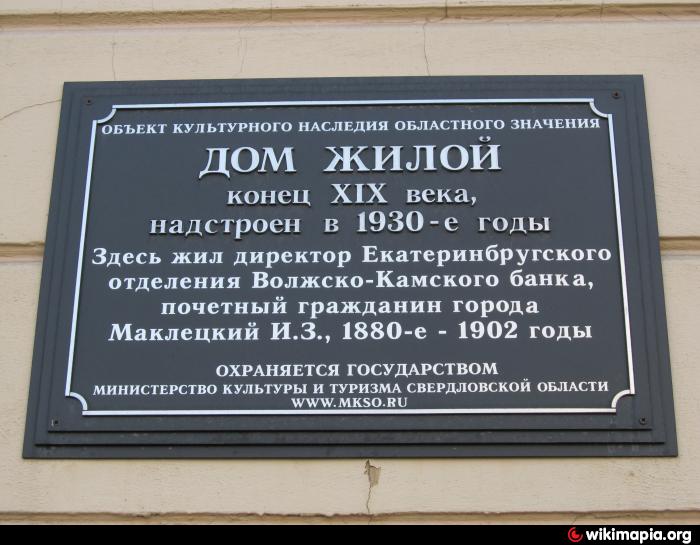 ОБЪЕКТ КУЛЬТУРНОГО НАСЛЕДИЯ ОБЛАСТНОГО ЗНАЧЕНИЯ
ДОМ ЖИЛОЙ
конец XIX века,
надстроен в 1930-е годы
Здесь жил директор Екатеринбругского
отделения Волжско-Камского банка,
почетный гражданин города
Маклецкий И.З., 1880-е - 1902 годы
ОХРАНЯЕТСЯ ГОСУДАРСТВОМ
МИНИСТЕРСТВО КУЛЬТУРЫ И ТУРИЗМА СВЕРДЛОВСКОЙ ОБЛАСТИ
WWW.MKSO.RU
wikimapia.org